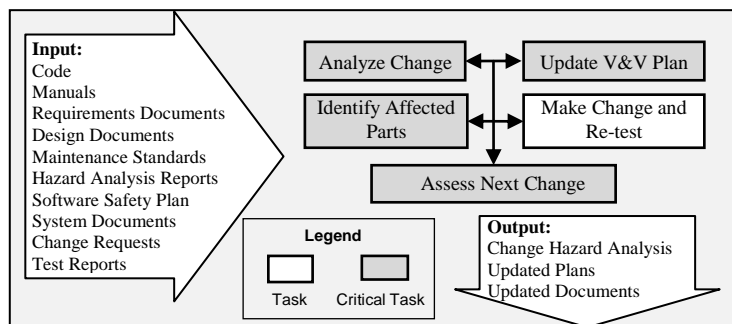 Input:
Code
Manuals
Requirements Documents
Design Documents
Maintenance Standards
Hazard Analysis Reports
Software Safety Plan
System Documents
Change Requests
Test Reports
Analyze Change
Update V&V Plan
Identify Affected
Parts
Make Change and
Re-test
Assess Next Change
Legend
Task
Critical Task
Output:
Change Hazard Analysis
Updated Plans
Updated Documents